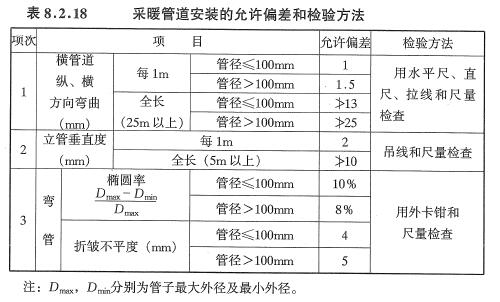 表 8.2.18 采暖管道安装的允许偏差和检验方法
项次 项 目 允许偏差 检验方法
1 横管道纵、横方向弯曲(mm) 每 1m 管径≤100mm 1 用水平尺、直尺、拉线和尺量检查
管径>100mm 1.5
全长(25m 以上) 管径≤100mm ≯13
管径>100mm ≯25
2 立管垂直度(mm) 每 1m 2 吊线和尺量检查
全长(5m 以上) ≯10
3 弯管 椭圆率 (Dmax－Dmin)/Dmax 管径≤100mm 10% 用外卡钳和尺量检查
管径>100mm 8%
折皱不平度(mm) 管径≤100mm 4
管径>100mm 5
注：Dmax，Dmin分别为管子最大外径及最小外径。